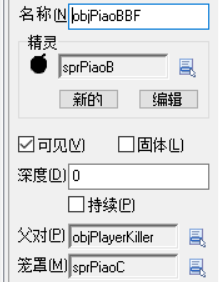 名称(N objPiaoBBF
精灵
sprPiaoB
新的 编辑
可见(V) 固体(L)
深度(D) 0
持续(P)
父对(P) objPlayerKiller
笼罩(M) sprPiaoC